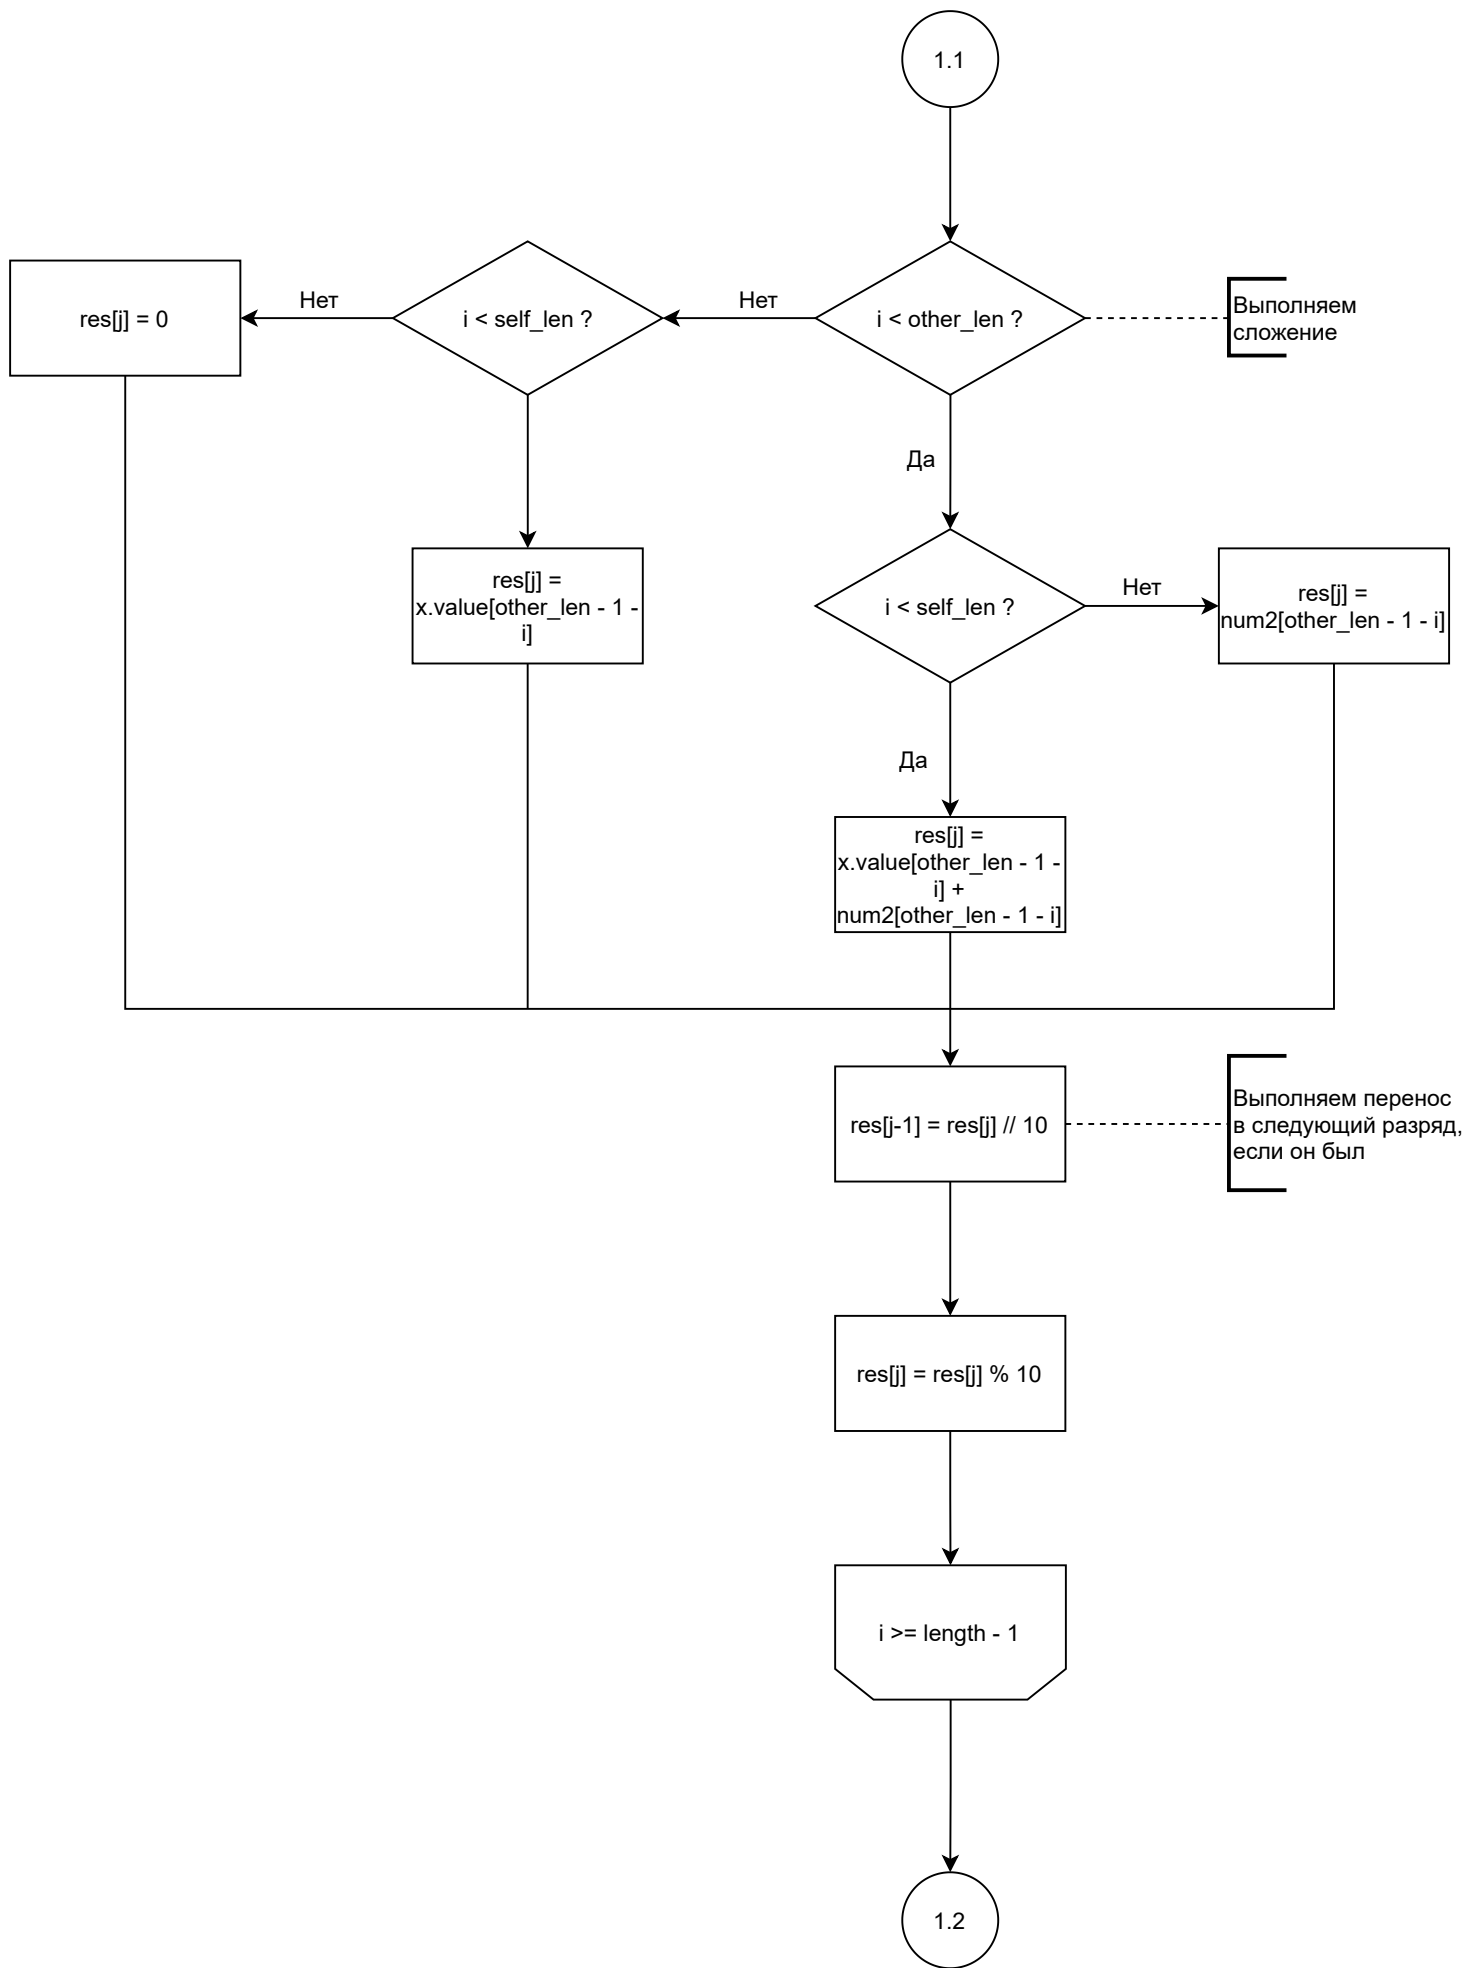 1.1
res[j] = 0
Нет
i < self_len ?
Нет
i < other_len ?
Выполняем
сложение
Да
res[j] =
x.value[other_len - 1 -
i]
i < self_len ?
Нет
res[j] =
num2[other_len - 1 - i]
Да
res[j] =
x.value[other_len - 1 -
i] +
num2[other_len - 1 - i]
res[j-1] = res[j] // 10
Выполняем перенос
в следующий разряд,
если он был
res[j] = res[j] % 10
i >= length - 1
1.2